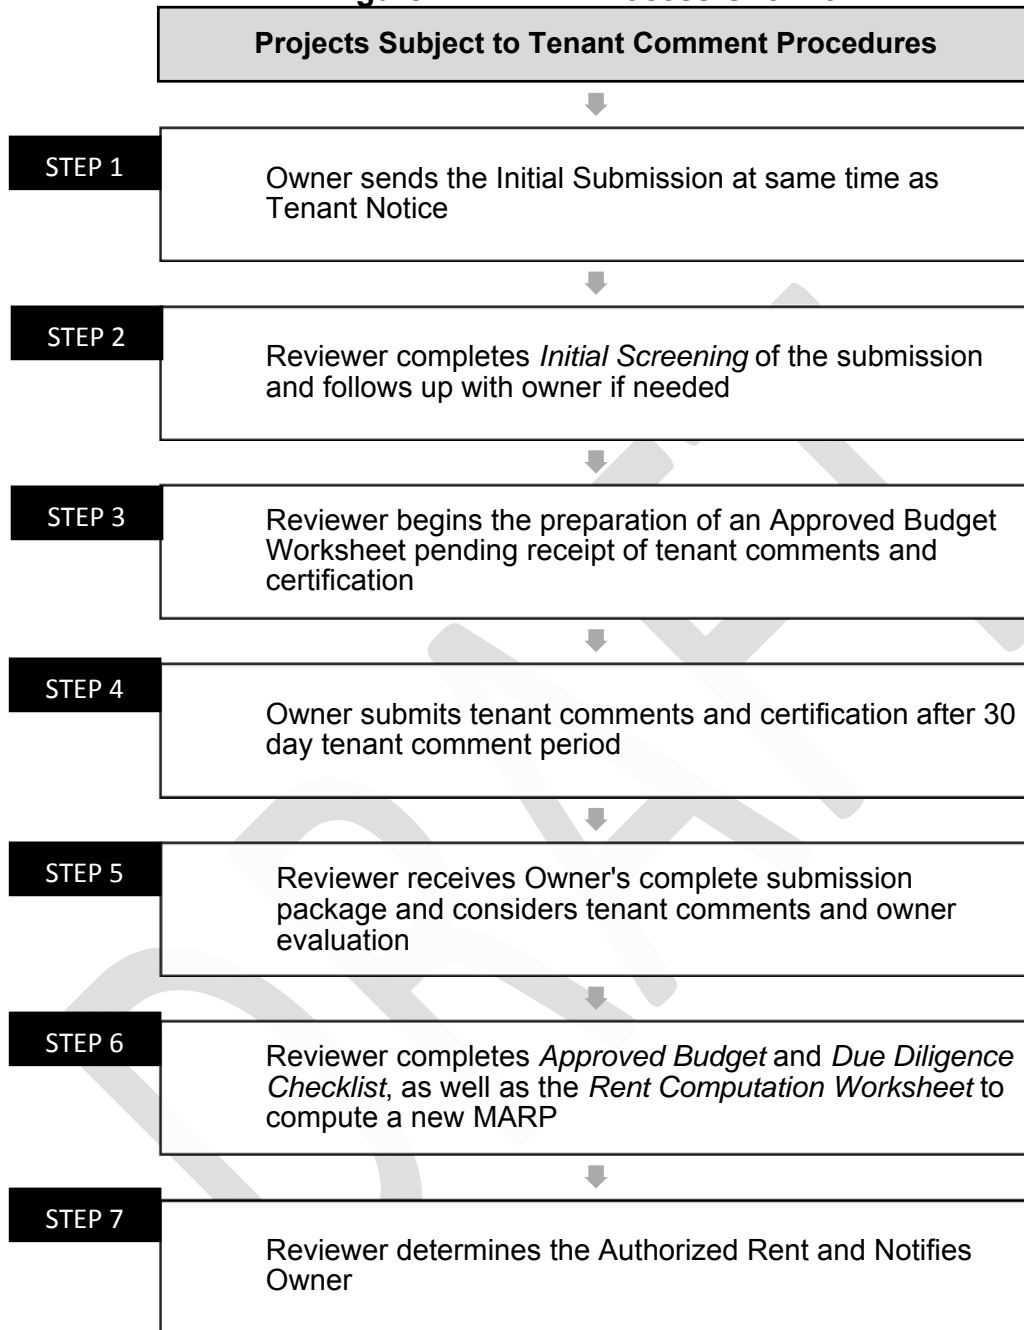 Projects Subject to Tenant Comment Procedures
STEP 1
Owner sends the Initial Submission at same time as
Tenant Notice
STEP 2
Reviewer completes Initial Screening of the submission
and follows up with owner if needed
STEP 3
Reviewer begins the preparation of an Approved Budget
Worksheet pending receipt of tenant comments and
certification
STEP 4
Owner submits tenant comments and certification after 30
day tenant comment period
STEP 5
Reviewer receives Owner's complete submission
package and considers tenant comments and owner
evaluation
STEP 6
Reviewer completes Approved Budget and Due Diligence
Checklist, as well as the Rent Computation Worksheet to
compute a new MARP
STEP 7
Reviewer determines the Authorized Rent and Notifies
Owner
DRAFT